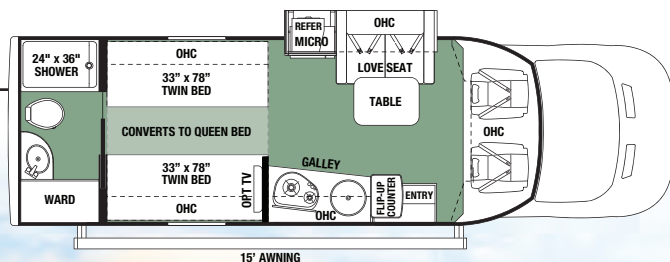 24" x 36"
SHOWER
WARD
OHC
33" x 78"
TWIN BED
CONVERTS TO QUEEN BED
33" x 78"
TWIN BED
OHC
OPT TV
REFER
MICRO
OHC
LOVE SEAT
TABLE
GALLEY
OHC
FLIP-UP
COUNTER
ENTRY
OHC
15' AWNING